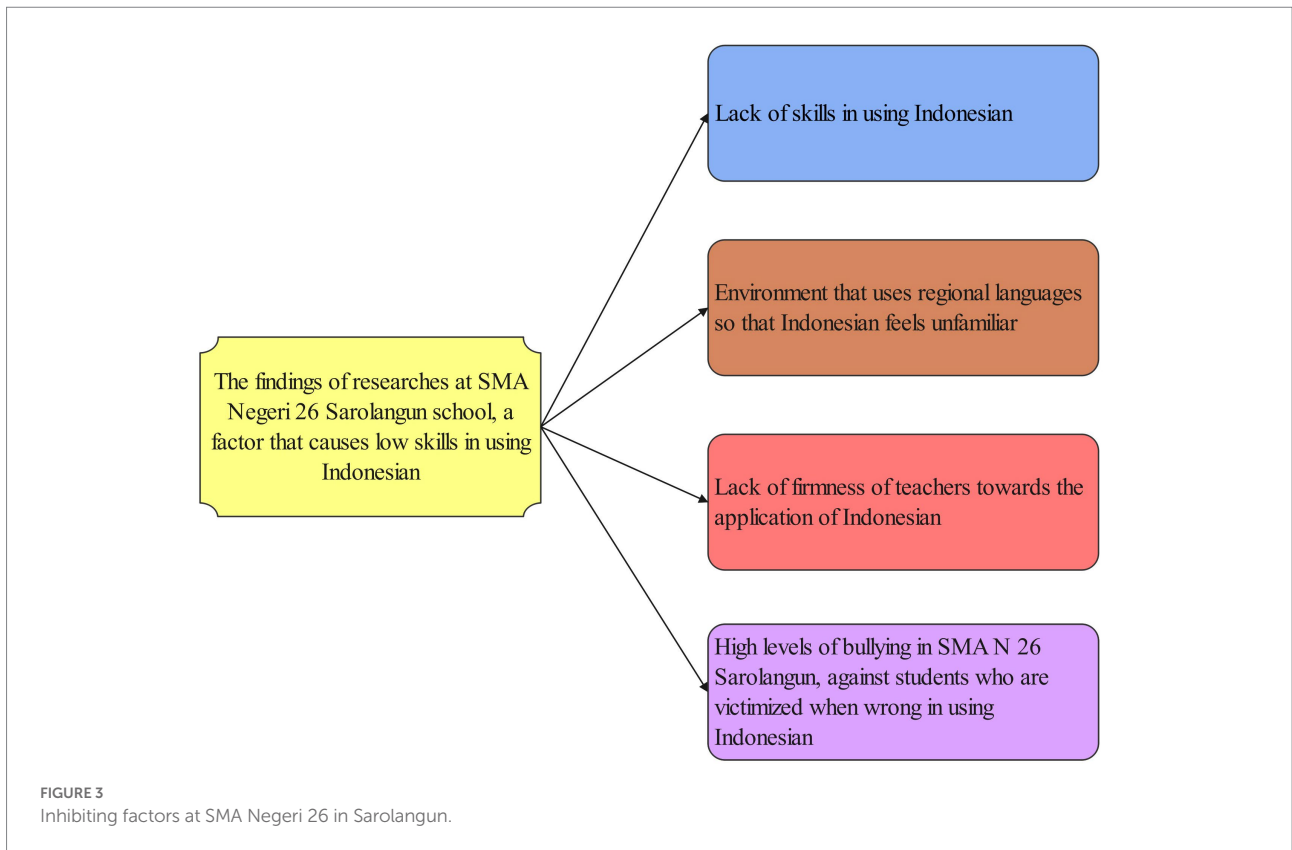 The findings of researches at SMA
Negeri 26 Sarolangun school, a
factor that causes low skills in using
Indonesian
Lack of skills in using Indonesian
Environment that uses regional languages
so that Indonesian feels unfamiliar
Lack of firmness of teachers towards the
application of Indonesian
High levels of bullying in SMA N 26
Sarolangun, against students who are
victimized when wrong in using
Indonesian
FIGURE 3
Inhibiting factors at SMA Negeri 26 in Sarolangun.